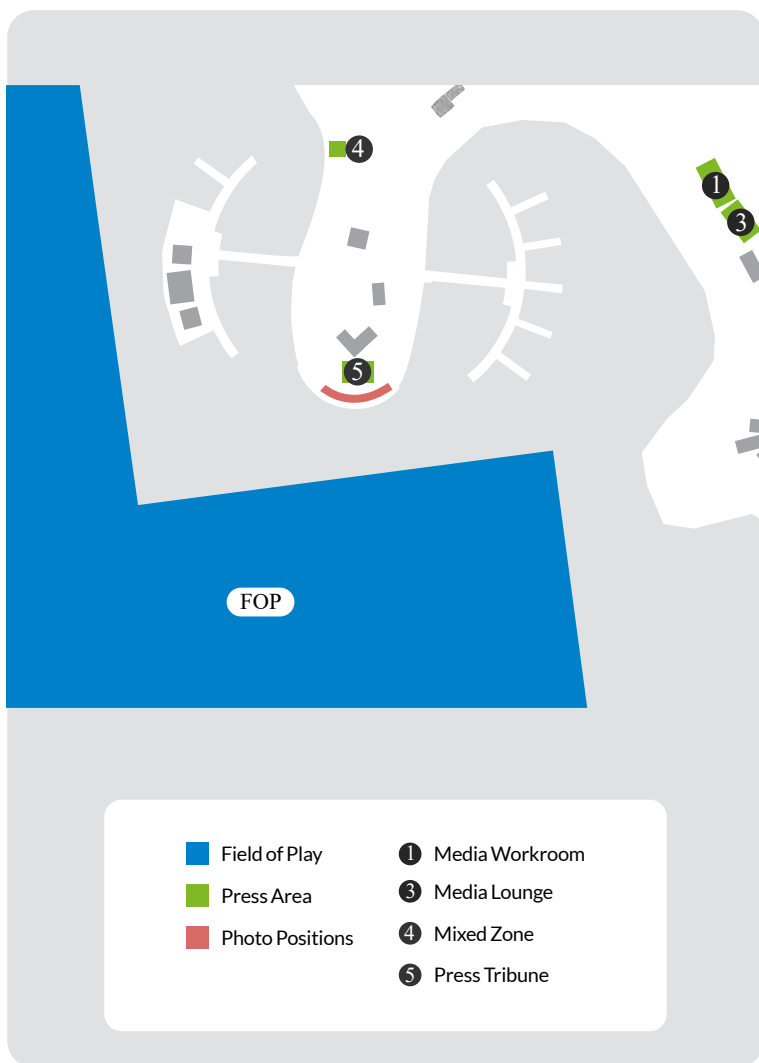 4
1
3
5
FOP
Field of Play
Press Area
Photo Positions
1 Media Workroom
3 Media Lounge
4 Mixed Zone
5 Press Tribune